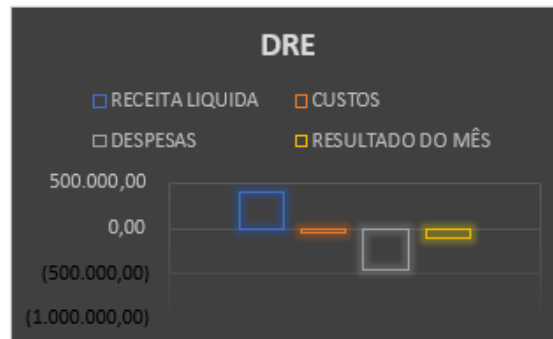 DRE
RECEITA LIQUIDA CUSTOS
DESPESAS RESULTADO DO MÊS
500.000,00
0,00
(500.000,00)
(1.000.000,00)